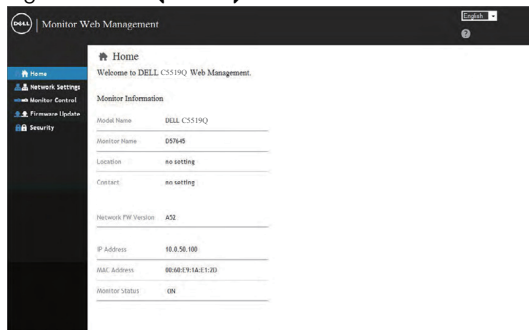 DELL | Monitor Web Management
English
?
Home
Network Settings
Monitor Control
Firmware Update
Security
Home
Welcome to DELL C5519Q Web Management.
Monitor Information
Model Name DELL C5519Q
Monitor Name D57645
Location no setting
Contact no setting
Network FW Version A52
IP Address 10.0.50.100
MAC Address 00:60:E9:1A:E1:2D
Monitor Status ON